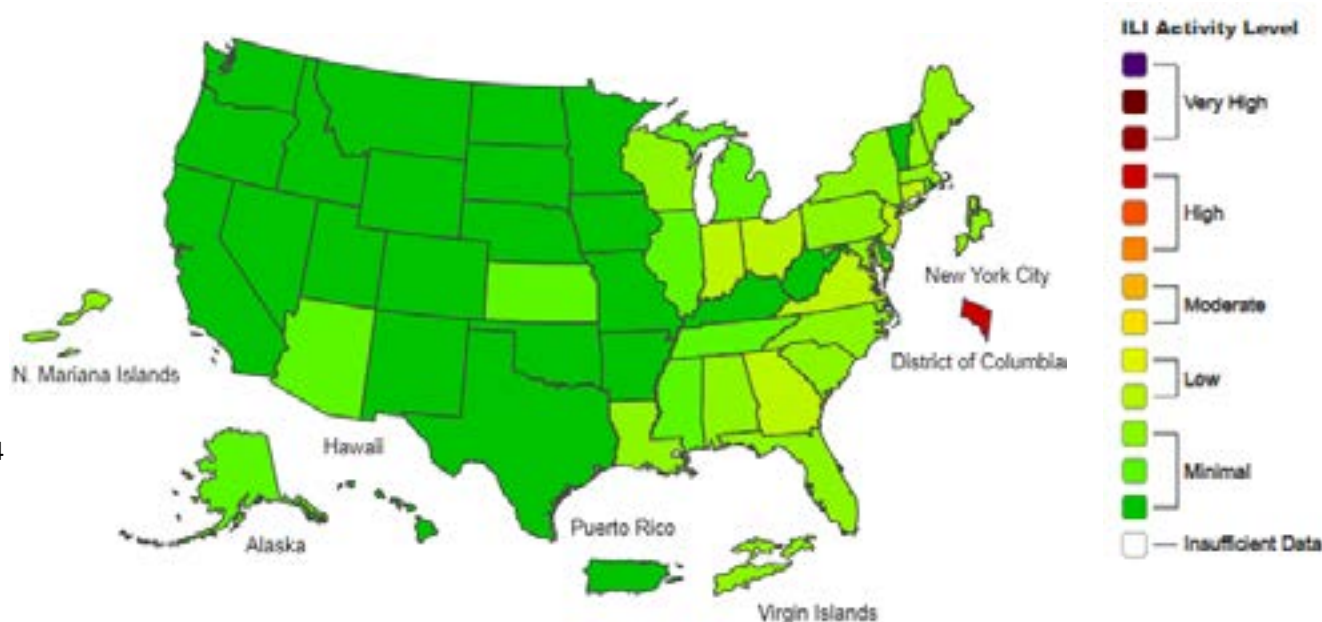 ILI Activity Level
Very High
High
Moderate
Low
Minimal
Insufficient Data
New York City
District of Columbia
N. Mariana Islands
4
Hawaii
Alaska
Puerto Rico
Virgin Islands